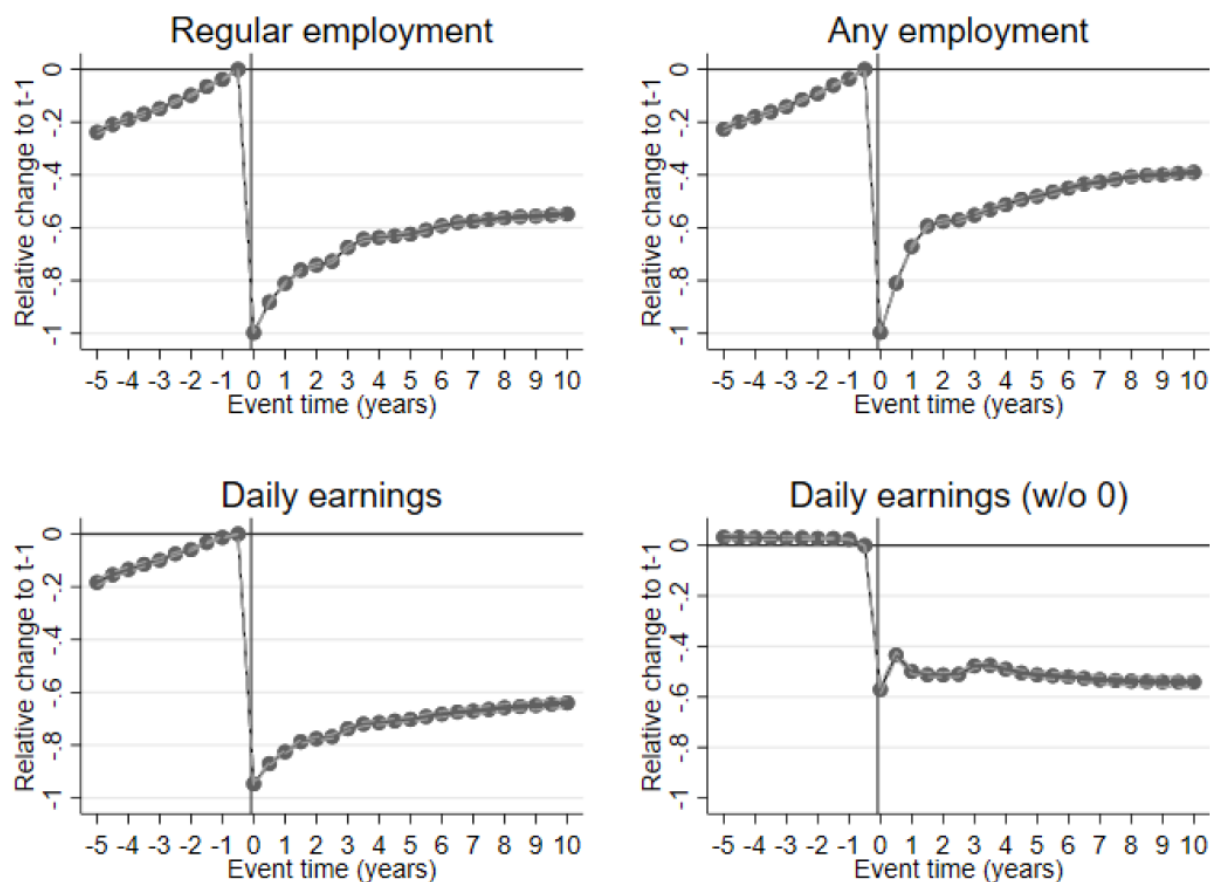 Regular employment
Relative change to t-1
0
-.2
-.4
-.6
-.8
-1
-5 -4 -3 -2 -1 0 1 2 3 4 5 6 7 8 9 10
Event time (years)
Any employment
Relative change to t-1
0
-.2
-.4
-.6
-.8
-1
-5 -4 -3 -2 -1 0 1 2 3 4 5 6 7 8 9 10
Event time (years)
Daily earnings
Relative change to t-1
0
-.2
-.4
-.6
-.8
-1
-5 -4 -3 -2 -1 0 1 2 3 4 5 6 7 8 9 10
Event time (years)
Daily earnings (w/o 0)
Relative change to t-1
0
-.2
-.4
-.6
-.8
-1
-5 -4 -3 -2 -1 0 1 2 3 4 5 6 7 8 9 10
Event time (years)